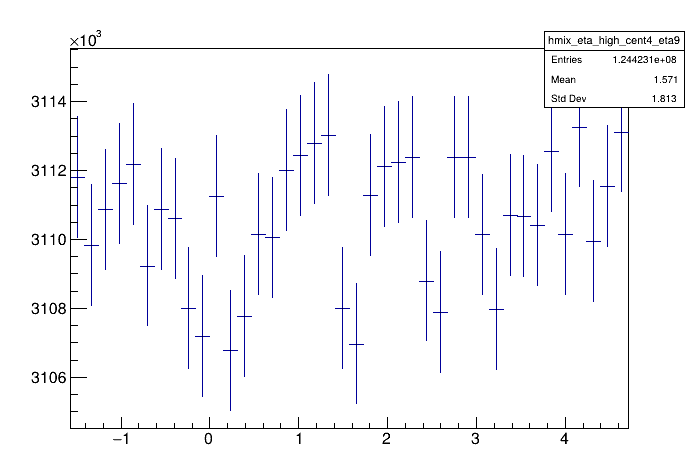 ×10³
hmix_eta_high_cent4_eta9
Entries 1.244231e+08
Mean 1.571
Std Dev 1.813
3114
3112
3110
3108
3106
−1 0 1 2 3 4